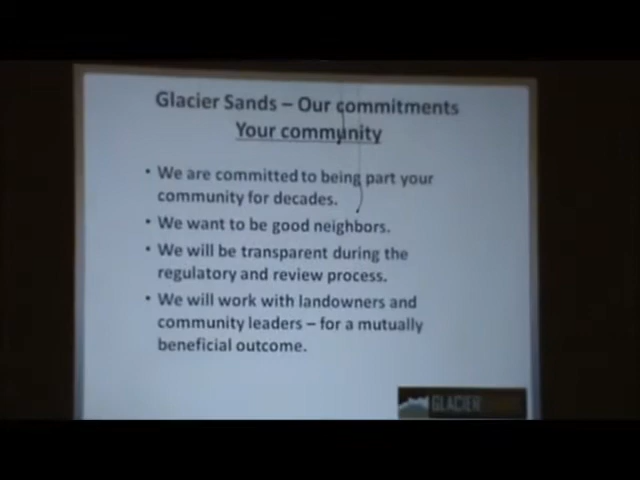 Glacier Sands – Our commitments
Your community
• We are committed to being part your
community for decades.
• We want to be good neighbors.
• We will be transparent during the
regulatory and review process.
• We will work with landowners and
community leaders – for a mutually
beneficial outcome.
GLACIER